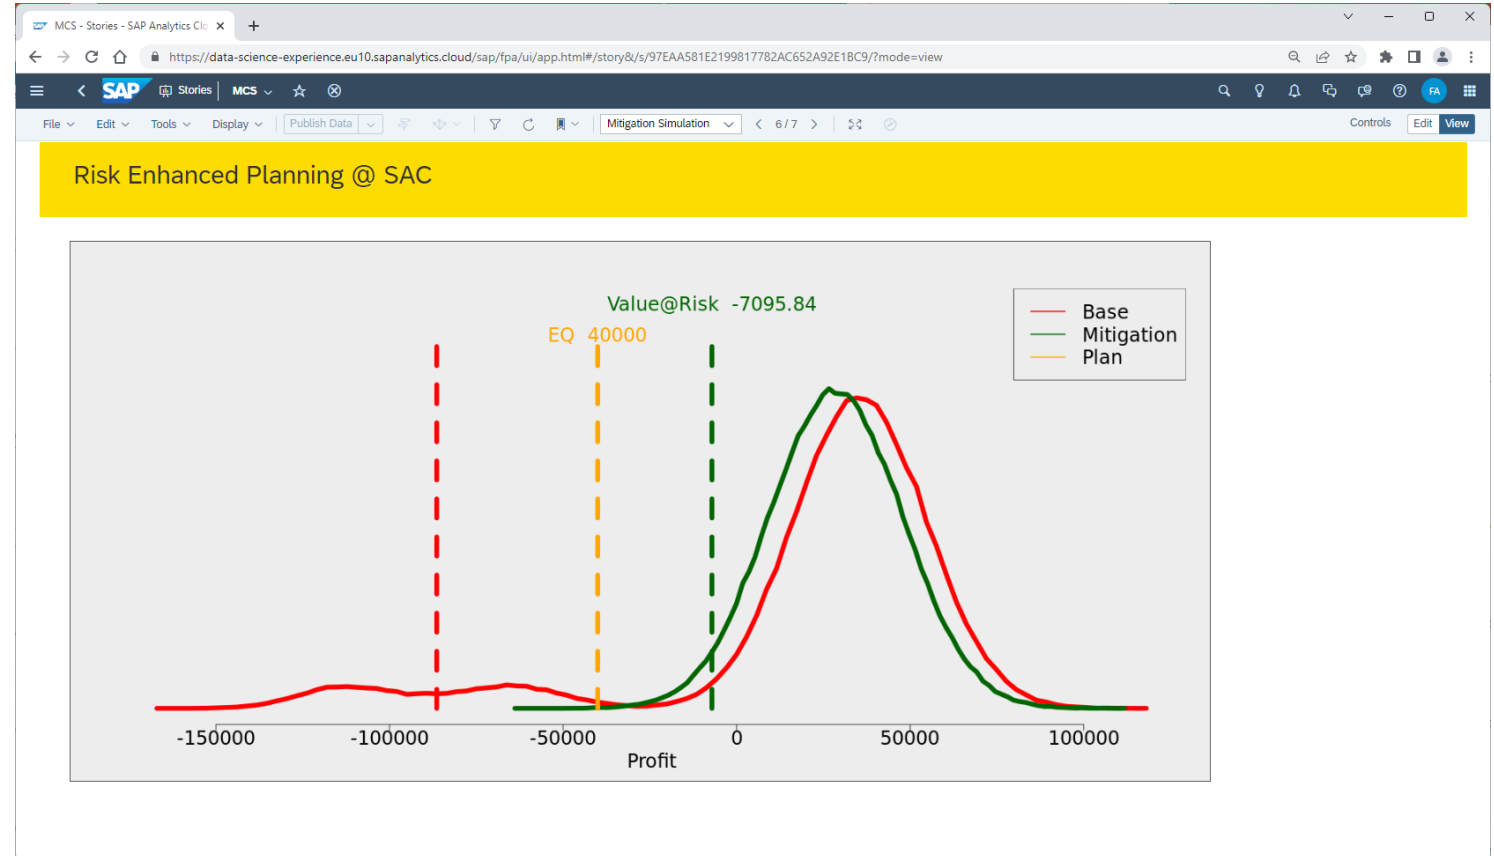 MCS - Stories - SAP Analytics Clo
https://data-science-experience.eu10.sapanalytics.cloud/sap/fpa/ui/app.html#/story&/s/97EAA581E2199817782AC652A92E1BC9/?mode=view
SAP Stories MCS FA
File Edit Tools Display Publish Data Mitigation Simulation 6 / 7 Controls Edit View
Risk Enhanced Planning @ SAC
Value@Risk -7095.84
EQ 40000
Base
Mitigation
Plan
-150000 -100000 -50000 0 50000 100000
Profit